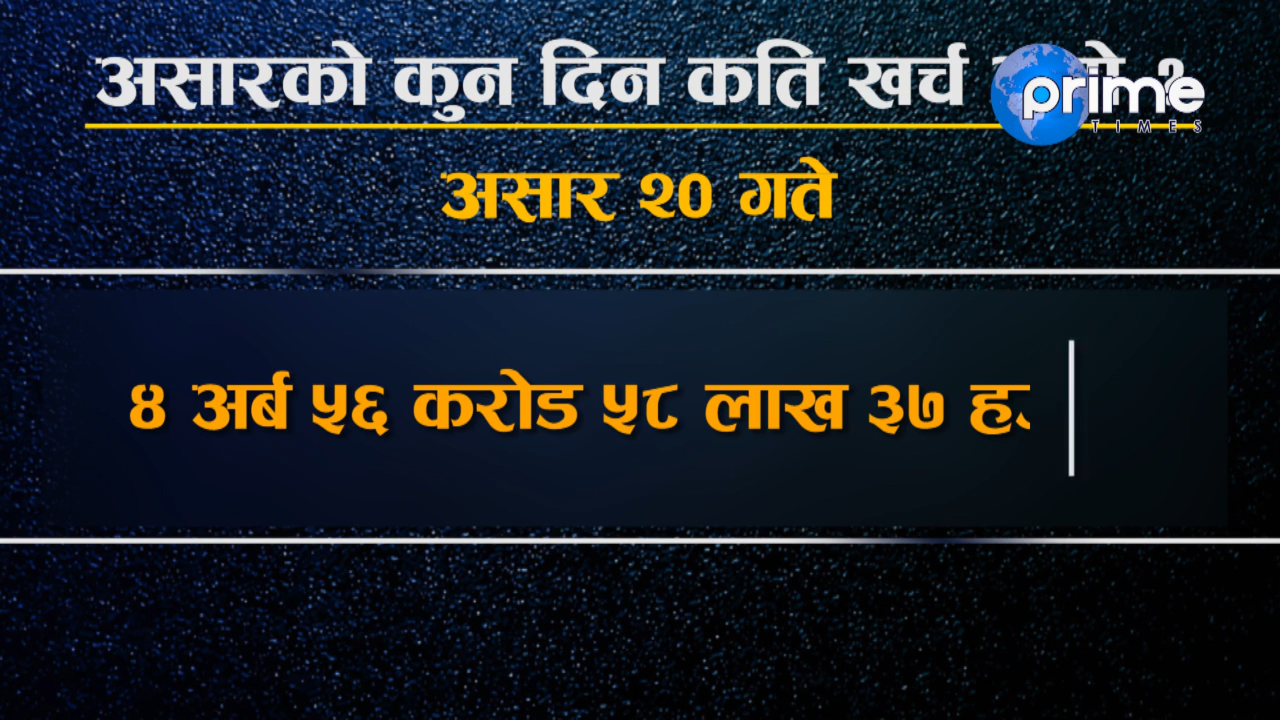 असारको कुन दिन कति खर्च
prime
TIMES
असार २० गते
४ अर्ब ५६ करोड ५८ लाख ३७